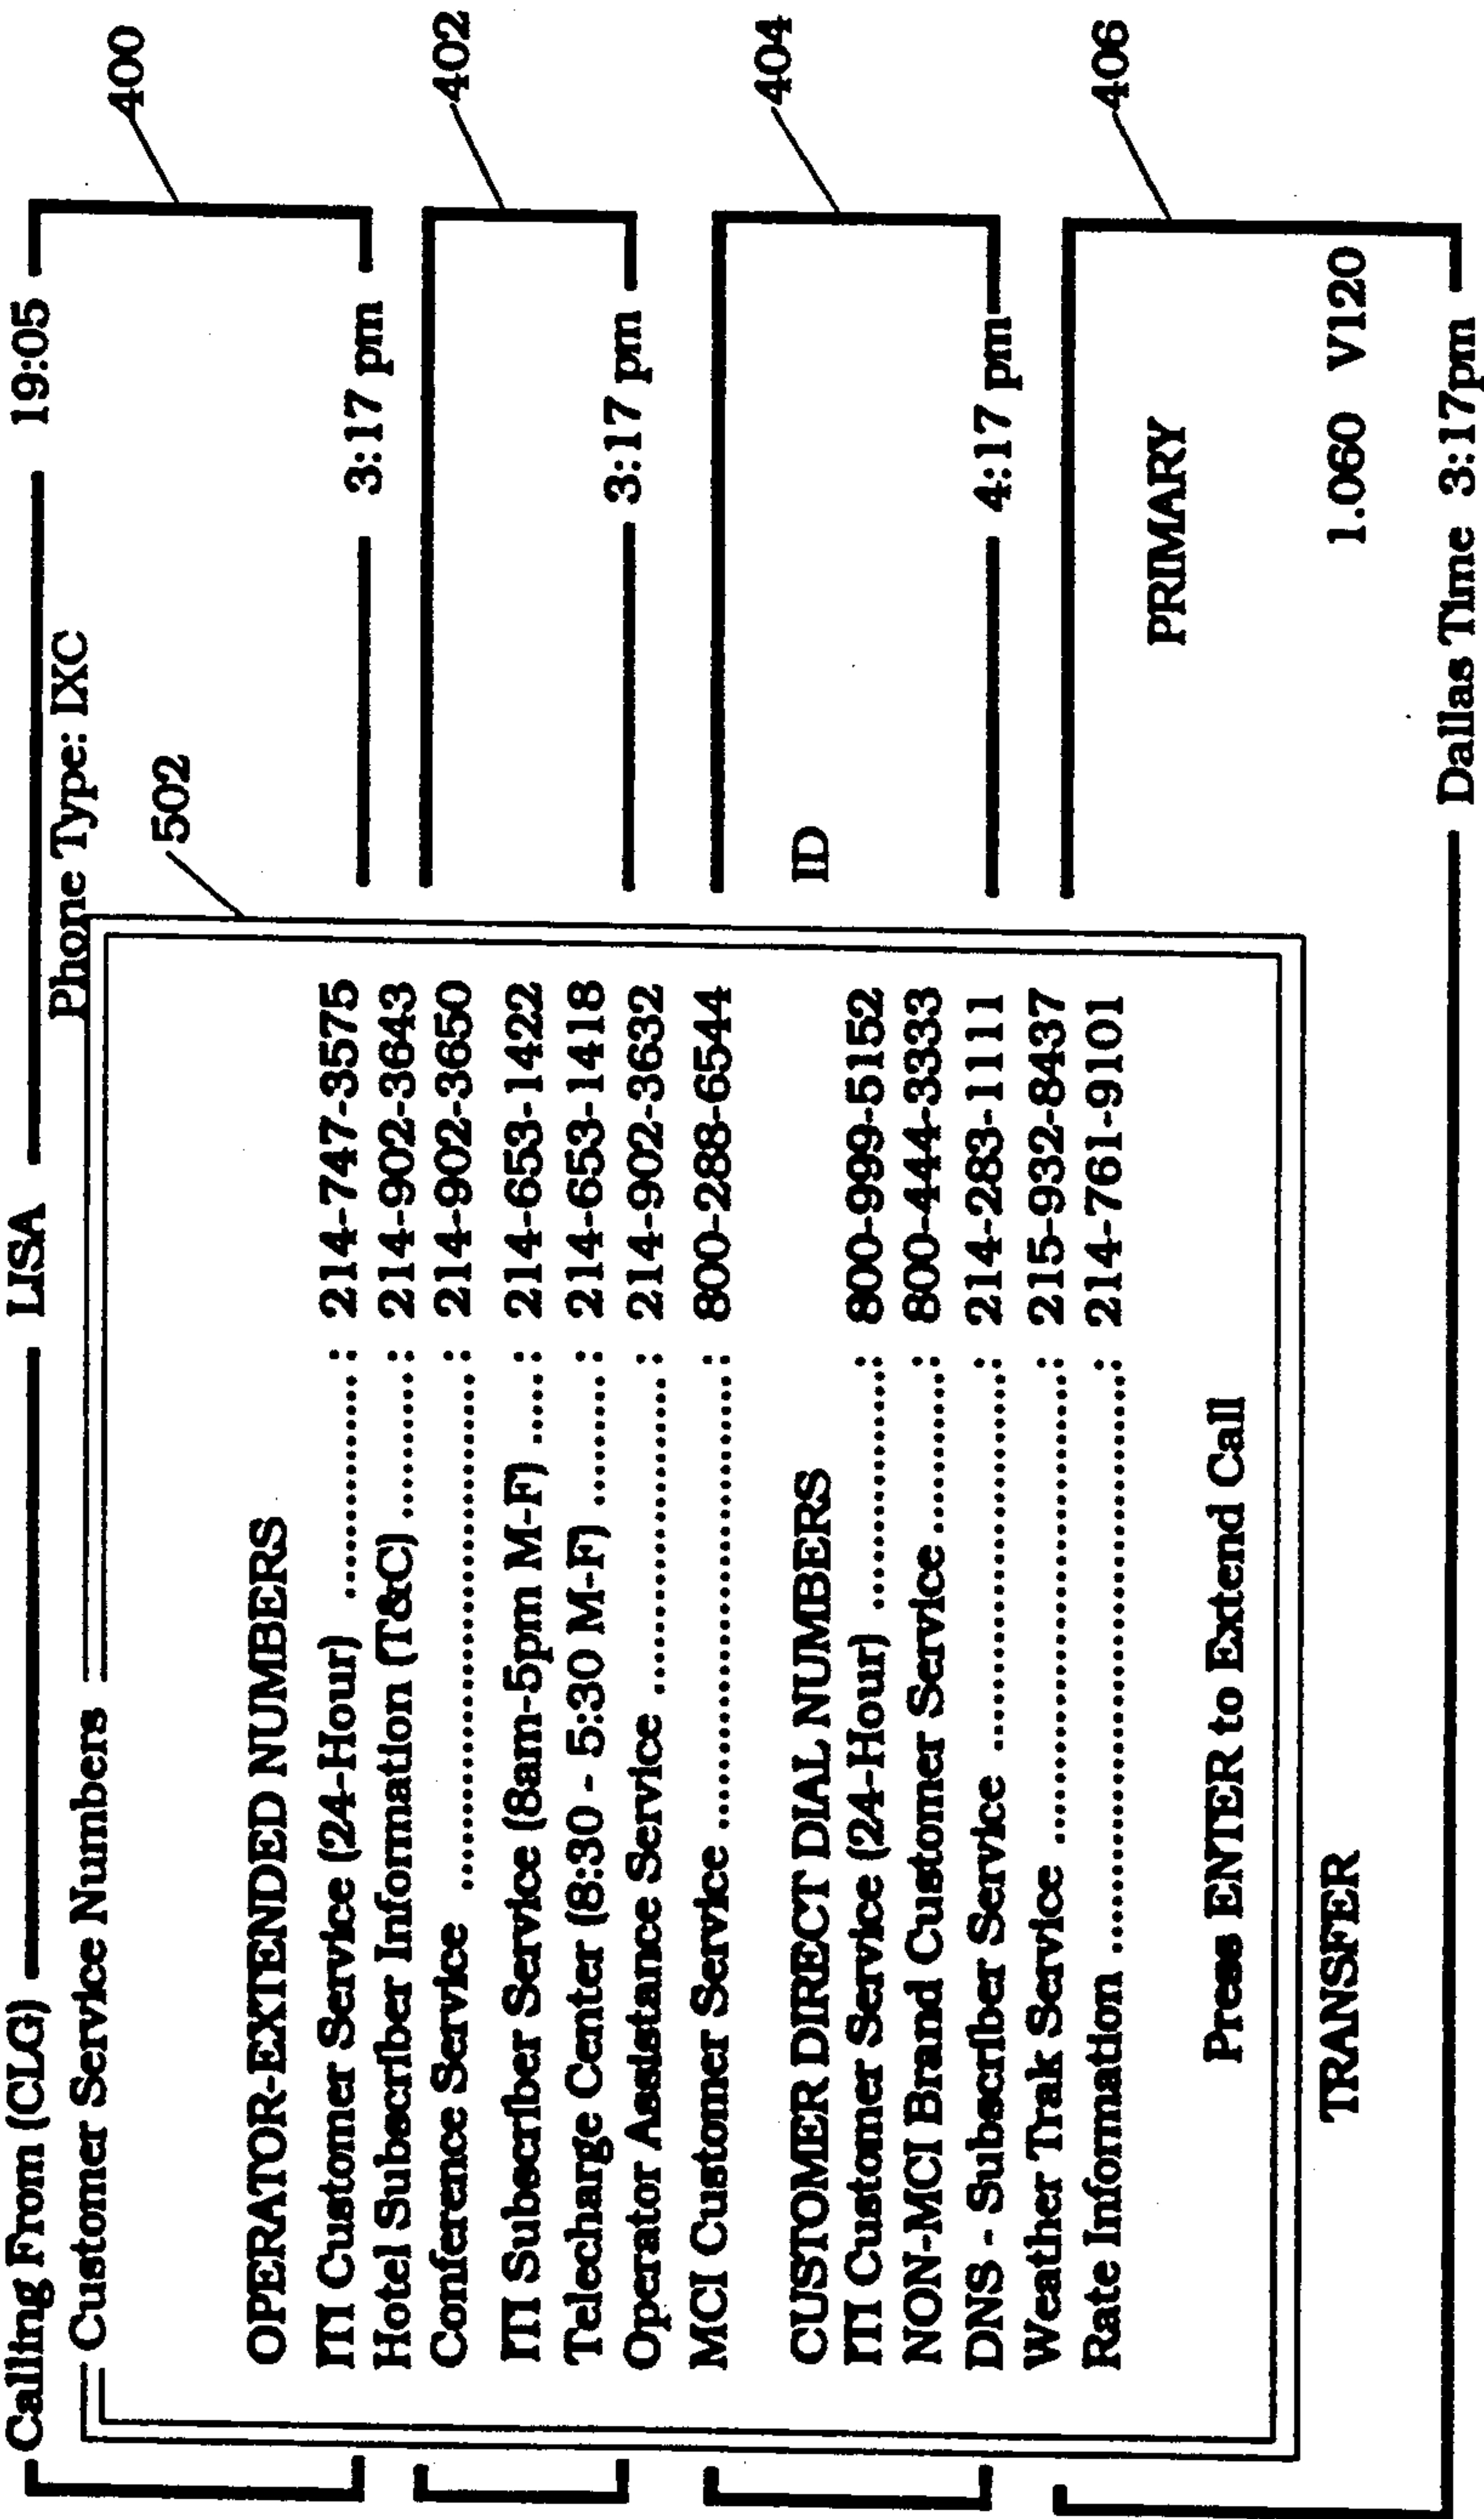 Calling From (CLG) LISA 19:05
400
Phone Type: IXC
Customer Service Numbers
502
OPERATOR-EXTENDED NUMBERS
ITI Customer Service (24-Hour) ..................: 214-747-3575
3:17 pm
Hotel Subscriber Information (T&C) ..........: 214-902-3643
Conference Service ..................................: 214-902-3650
402
ITI Subscriber Service (8am-5pm M-F) .....: 214-653-1422
Telecharge Center (8:30 - 5:30 M-F) .........: 214-653-1418
Operator Assistance Service ......................: 214-902-3632
3:17 pm
MCI Customer Service ..............................: 800-288-6544
404
CUSTOMER DIRECT DIAL NUMBERS
ID
ITI Customer Service (24-Hour) ..................: 800-999-5152
NON-MCI Brand Customer Service ............: 800-444-3333
DNS - Subscriber Service ..........................: 214-283-1111
4:17 pm
Weather Trak Service ................................: 215-932-8437
Rate Information ......................................: 214-761-9101
406
PRIMARY
Press ENTER to Extend Call
TRANSFER
1.060 V120
Dallas Time 3:17pm